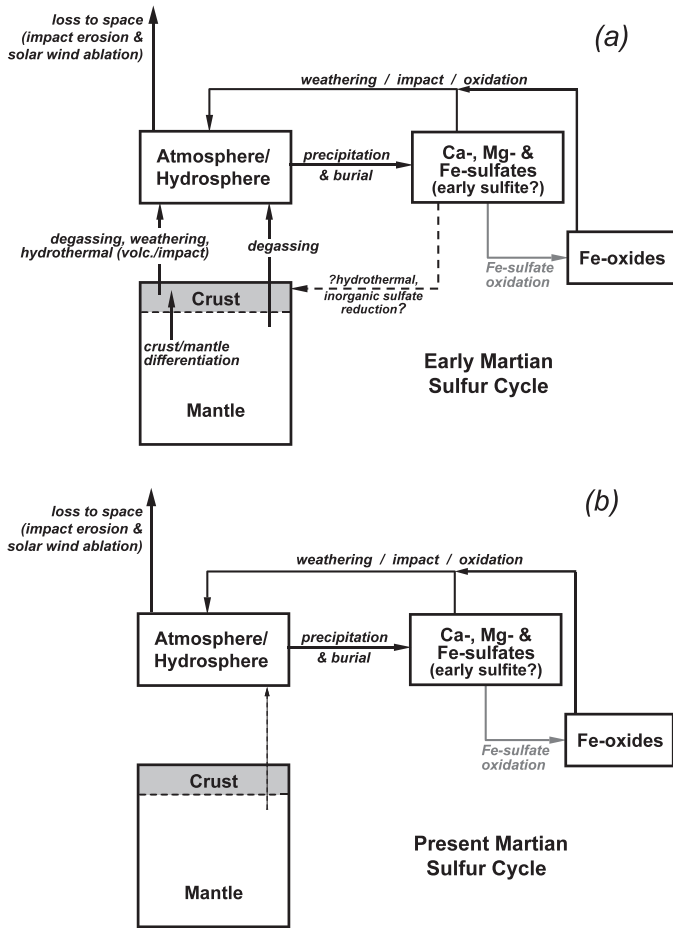 loss to space
(impact erosion &
solar wind ablation)
(a)
weathering / impact / oxidation
Atmosphere/
Hydrosphere
precipitation
& burial
Ca-, Mg- &
Fe-sulfates
(early sulfite?)
degassing, weathering,
hydrothermal (volc./impact)
degassing
Fe-oxides
Fe-sulfate
oxidation
?hydrothermal,
inorganic sulfate
reduction?
Crust
crust/mantle
differentiation
Mantle
Early Martian
Sulfur Cycle
(b)
loss to space
(impact erosion &
solar wind ablation)
weathering / impact / oxidation
Atmosphere/
Hydrosphere
precipitation
& burial
Ca-, Mg- &
Fe-sulfates
(early sulfite?)
Fe-oxides
Fe-sulfate
oxidation
Crust
Mantle
Present Martian
Sulfur Cycle